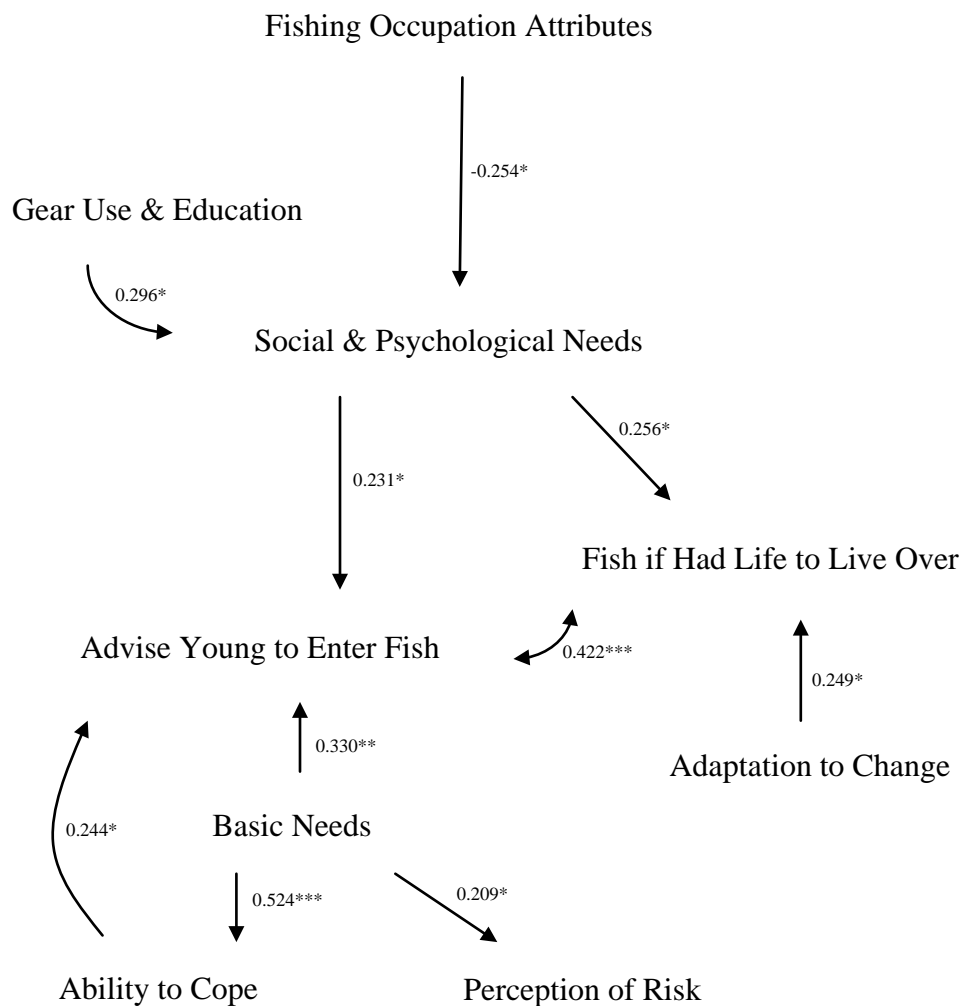 Fishing Occupation Attributes
-0.254*
Gear Use & Education
0.296*
Social & Psychological Needs
0.256*
0.231*
Fish if Had Life to Live Over
Advise Young to Enter Fish
0.422***
0.249*
0.330**
Adaptation to Change
Basic Needs
0.244*
0.524***
0.209*
Ability to Cope
Perception of Risk